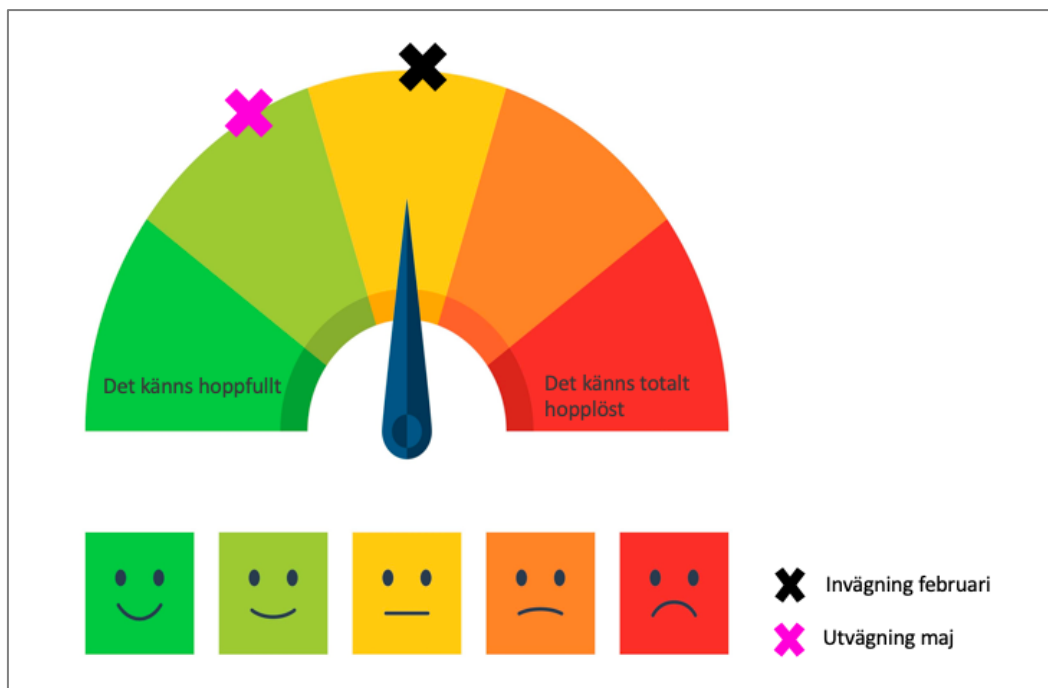 Det känns hoppfullt
Det känns totalt
hopplöst
Invägning februari
Utvägning maj